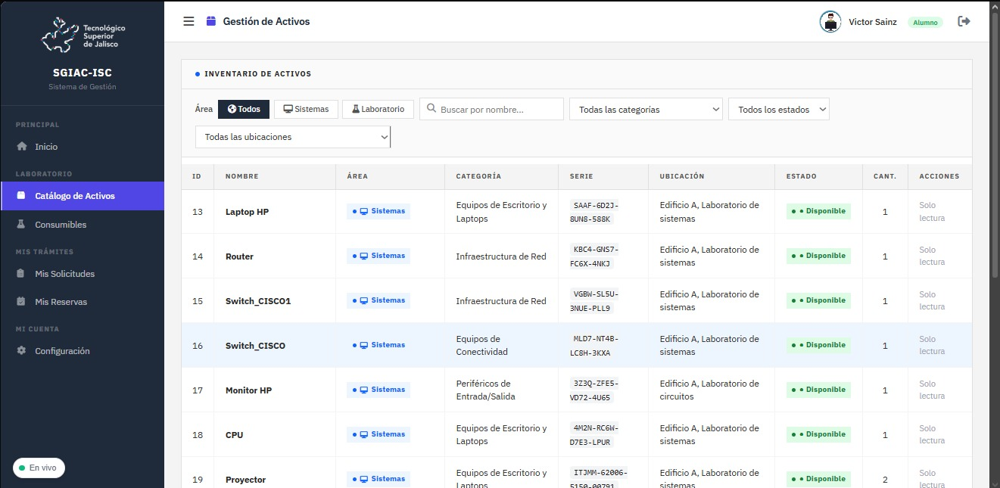 Tecnológico
Superior
de Jalisco
SGIAC-ISC
Sistema de Gestión
PRINCIPAL
Inicio
LABORATORIO
Catálogo de Activos
Consumibles
MIS TRÁMITES
Mis Solicitudes
Mis Reservas
MI CUENTA
Configuración
En vivo
Gestión de Activos
Victor Sainz
Alumno
INVENTARIO DE ACTIVOS
Área Todos Sistemas Laboratorio Buscar por nombre... Todas las categorías Todos los estados
Todas las ubicaciones
ID NOMBRE ÁREA CATEGORÍA SERIE UBICACIÓN ESTADO CANT. ACCIONES
13 Laptop HP Sistemas Equipos de Escritorio y Laptops SAAF-6D2J-8UN8-588K Edificio A, Laboratorio de sistemas Disponible 1 Solo lectura
14 Router Sistemas Infraestructura de Red KBC4-GNS7-FC6X-4NKJ Edificio A, Laboratorio de sistemas Disponible 1 Solo lectura
15 Switch_CISCO1 Sistemas Infraestructura de Red VGBW-SL5U-3NUE-PLL9 Edificio A, Laboratorio de sistemas Disponible 1 Solo lectura
16 Switch_CISCO Sistemas Equipos de Conectividad MLD7-NT4B-LC8H-3KXA Edificio A, Laboratorio de sistemas Disponible 1 Solo lectura
17 Monitor HP Sistemas Periféricos de Entrada/Salida 3Z3Q-ZFE5-VD72-4U65 Edificio A, Laboratorio de circuitos Disponible 1 Solo lectura
18 CPU Sistemas Equipos de Escritorio y Laptops 4M2N-RC6W-D7E3-LPUR Edificio A, Laboratorio de sistemas Disponible 1 Solo lectura
19 Proyector Sistemas Equipos de Escritorio y Laptops ITJMM-62006-5150-00791 Edificio A, Laboratorio de sistemas Disponible 2 Solo lectura